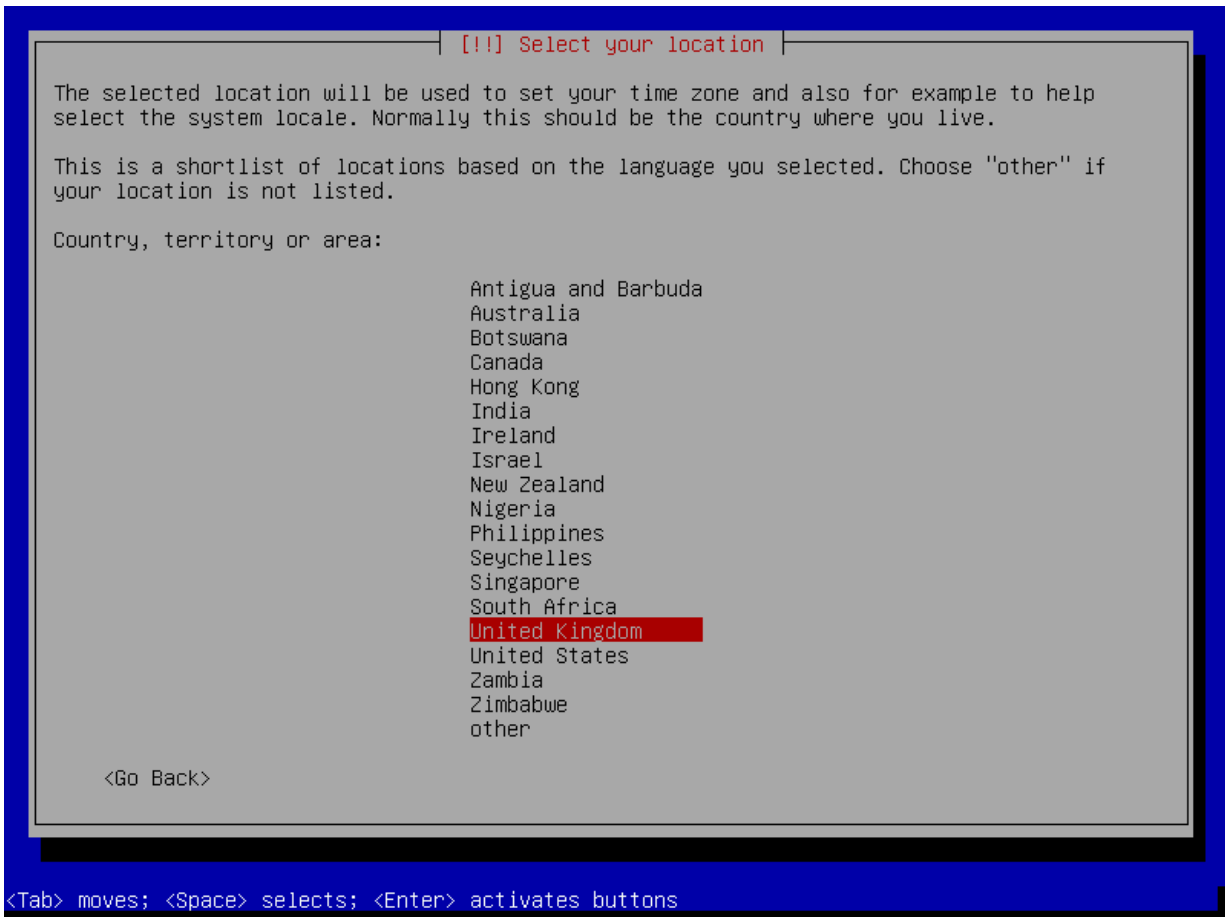 [!!] Select your location
The selected location will be used to set your time zone and also for example to help
select the system locale. Normally this should be the country where you live.
This is a shortlist of locations based on the language you selected. Choose "other" if
your location is not listed.
Country, territory or area:
Antigua and Barbuda
Australia
Botswana
Canada
Hong Kong
India
Ireland
Israel
New Zealand
Nigeria
Philippines
Seychelles
Singapore
South Africa
United Kingdom
United States
Zambia
Zimbabwe
other
<Go Back>
<Tab> moves; <Space> selects; <Enter> activates buttons